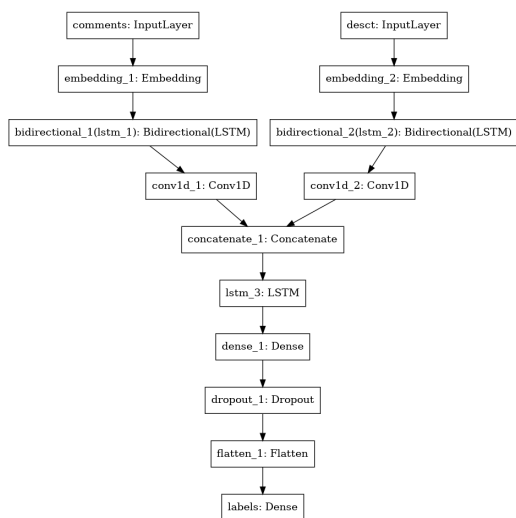 comments: InputLayer
desct: InputLayer
embedding_1: Embedding
embedding_2: Embedding
bidirectional_1(lstm_1): Bidirectional(LSTM)
bidirectional_2(lstm_2): Bidirectional(LSTM)
conv1d_1: Conv1D
conv1d_2: Conv1D
concatenate_1: Concatenate
lstm_3: LSTM
dense_1: Dense
dropout_1: Dropout
flatten_1: Flatten
labels: Dense